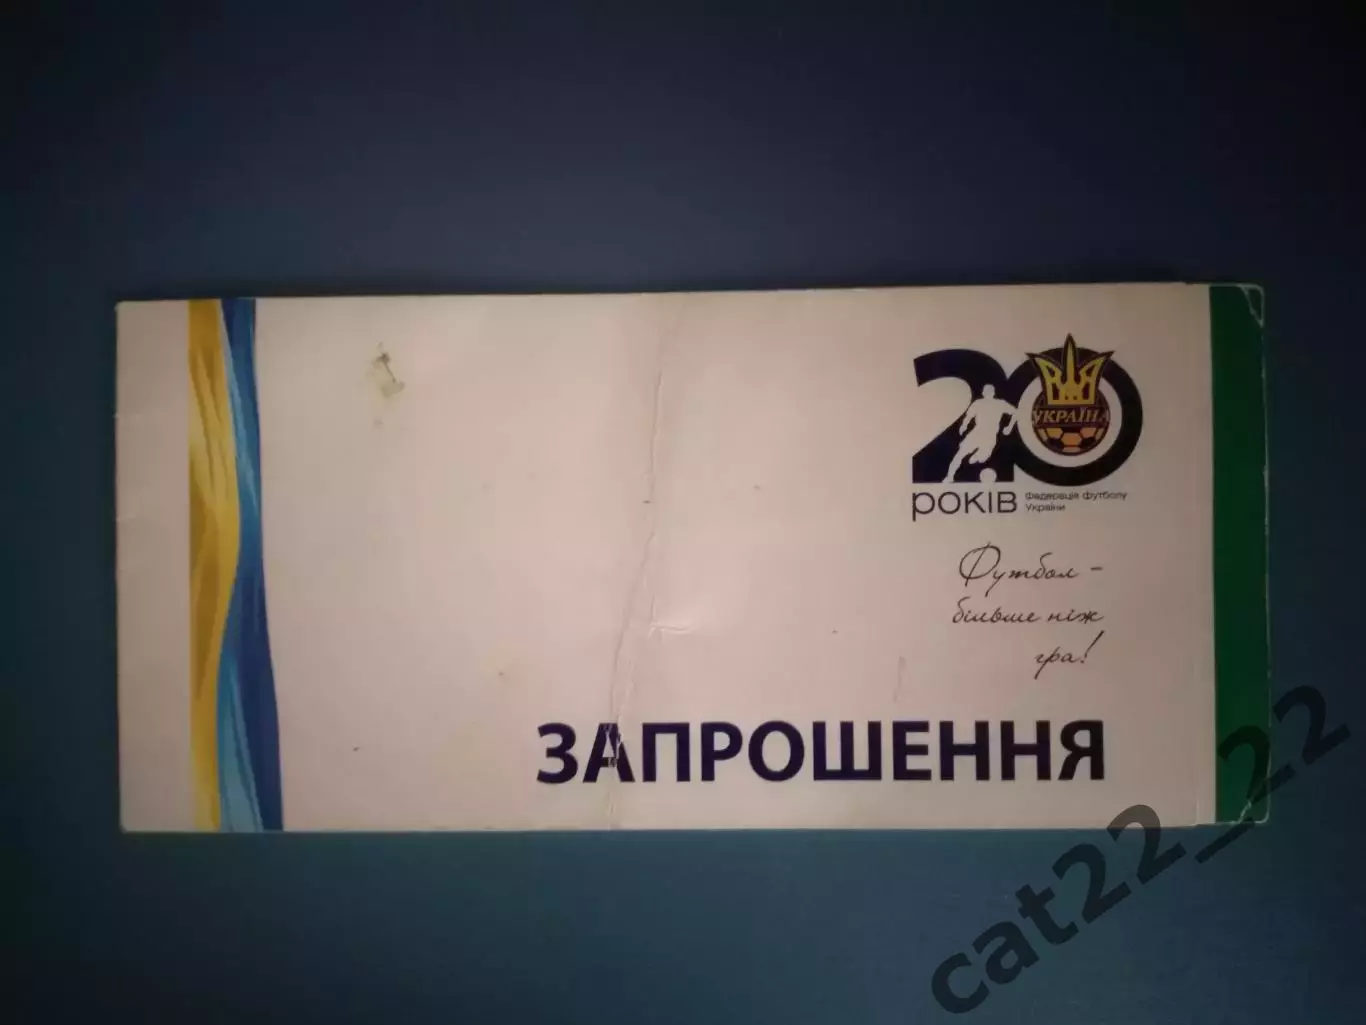 20
УКРАЇНА
років
Федерація футболу
України
Футбол -
більше ніж
гра!
ЗАПРОШЕННЯ
cat22_22